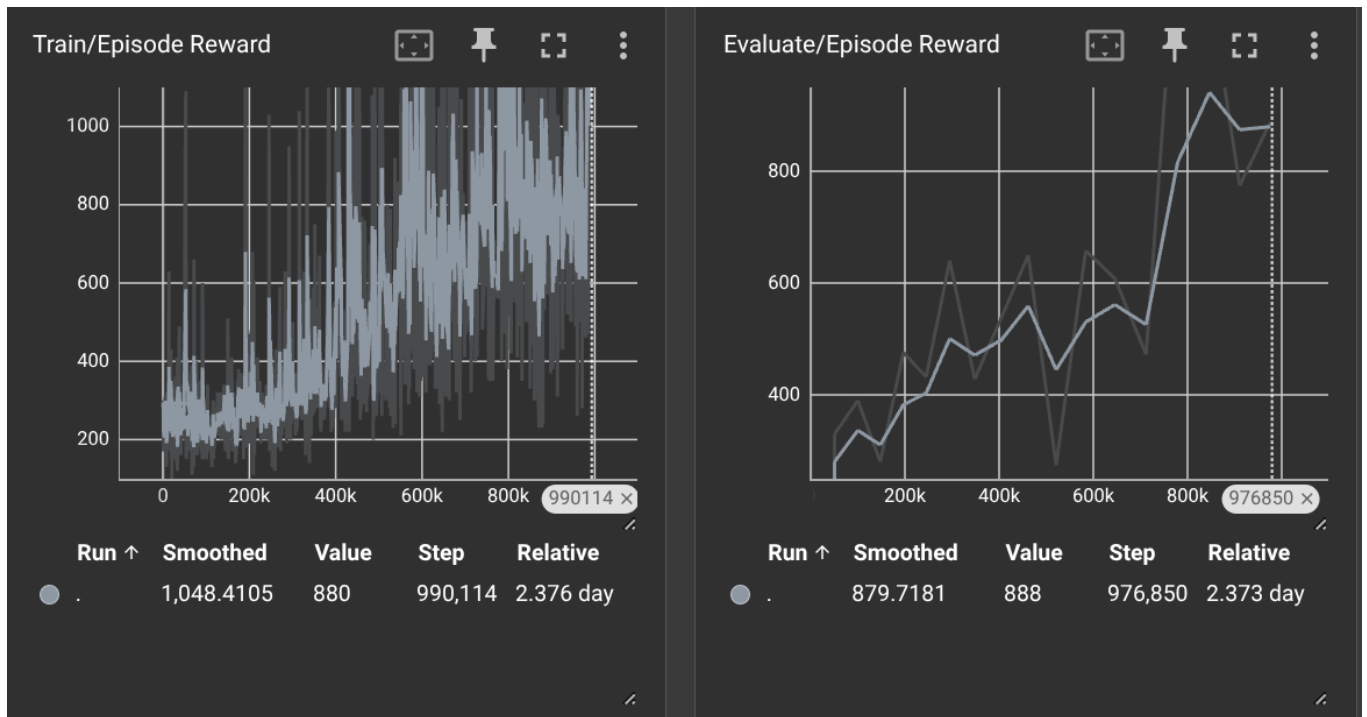 Train/Episode Reward
1000
800
600
400
200
0 200k 400k 600k 800k 990114 ×
Run ↑ Smoothed Value Step Relative
. 1,048.4105 880 990,114 2.376 day
Evaluate/Episode Reward
800
600
400
200k 400k 600k 800k 976850 ×
Run ↑ Smoothed Value Step Relative
. 879.7181 888 976,850 2.373 day